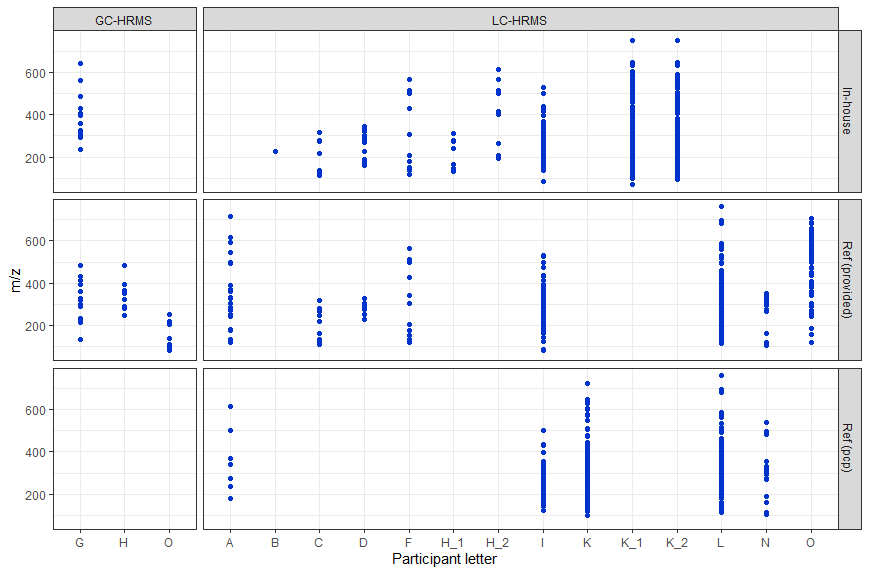 GC-HRMS LC-HRMS
600
400
200
In-house
600
400
200
Ref (provided)
600
400
200
Ref (pcp)
m/z
G H O A B C D F H_1 H_2 I K K_1 K_2 L N O
Participant letter